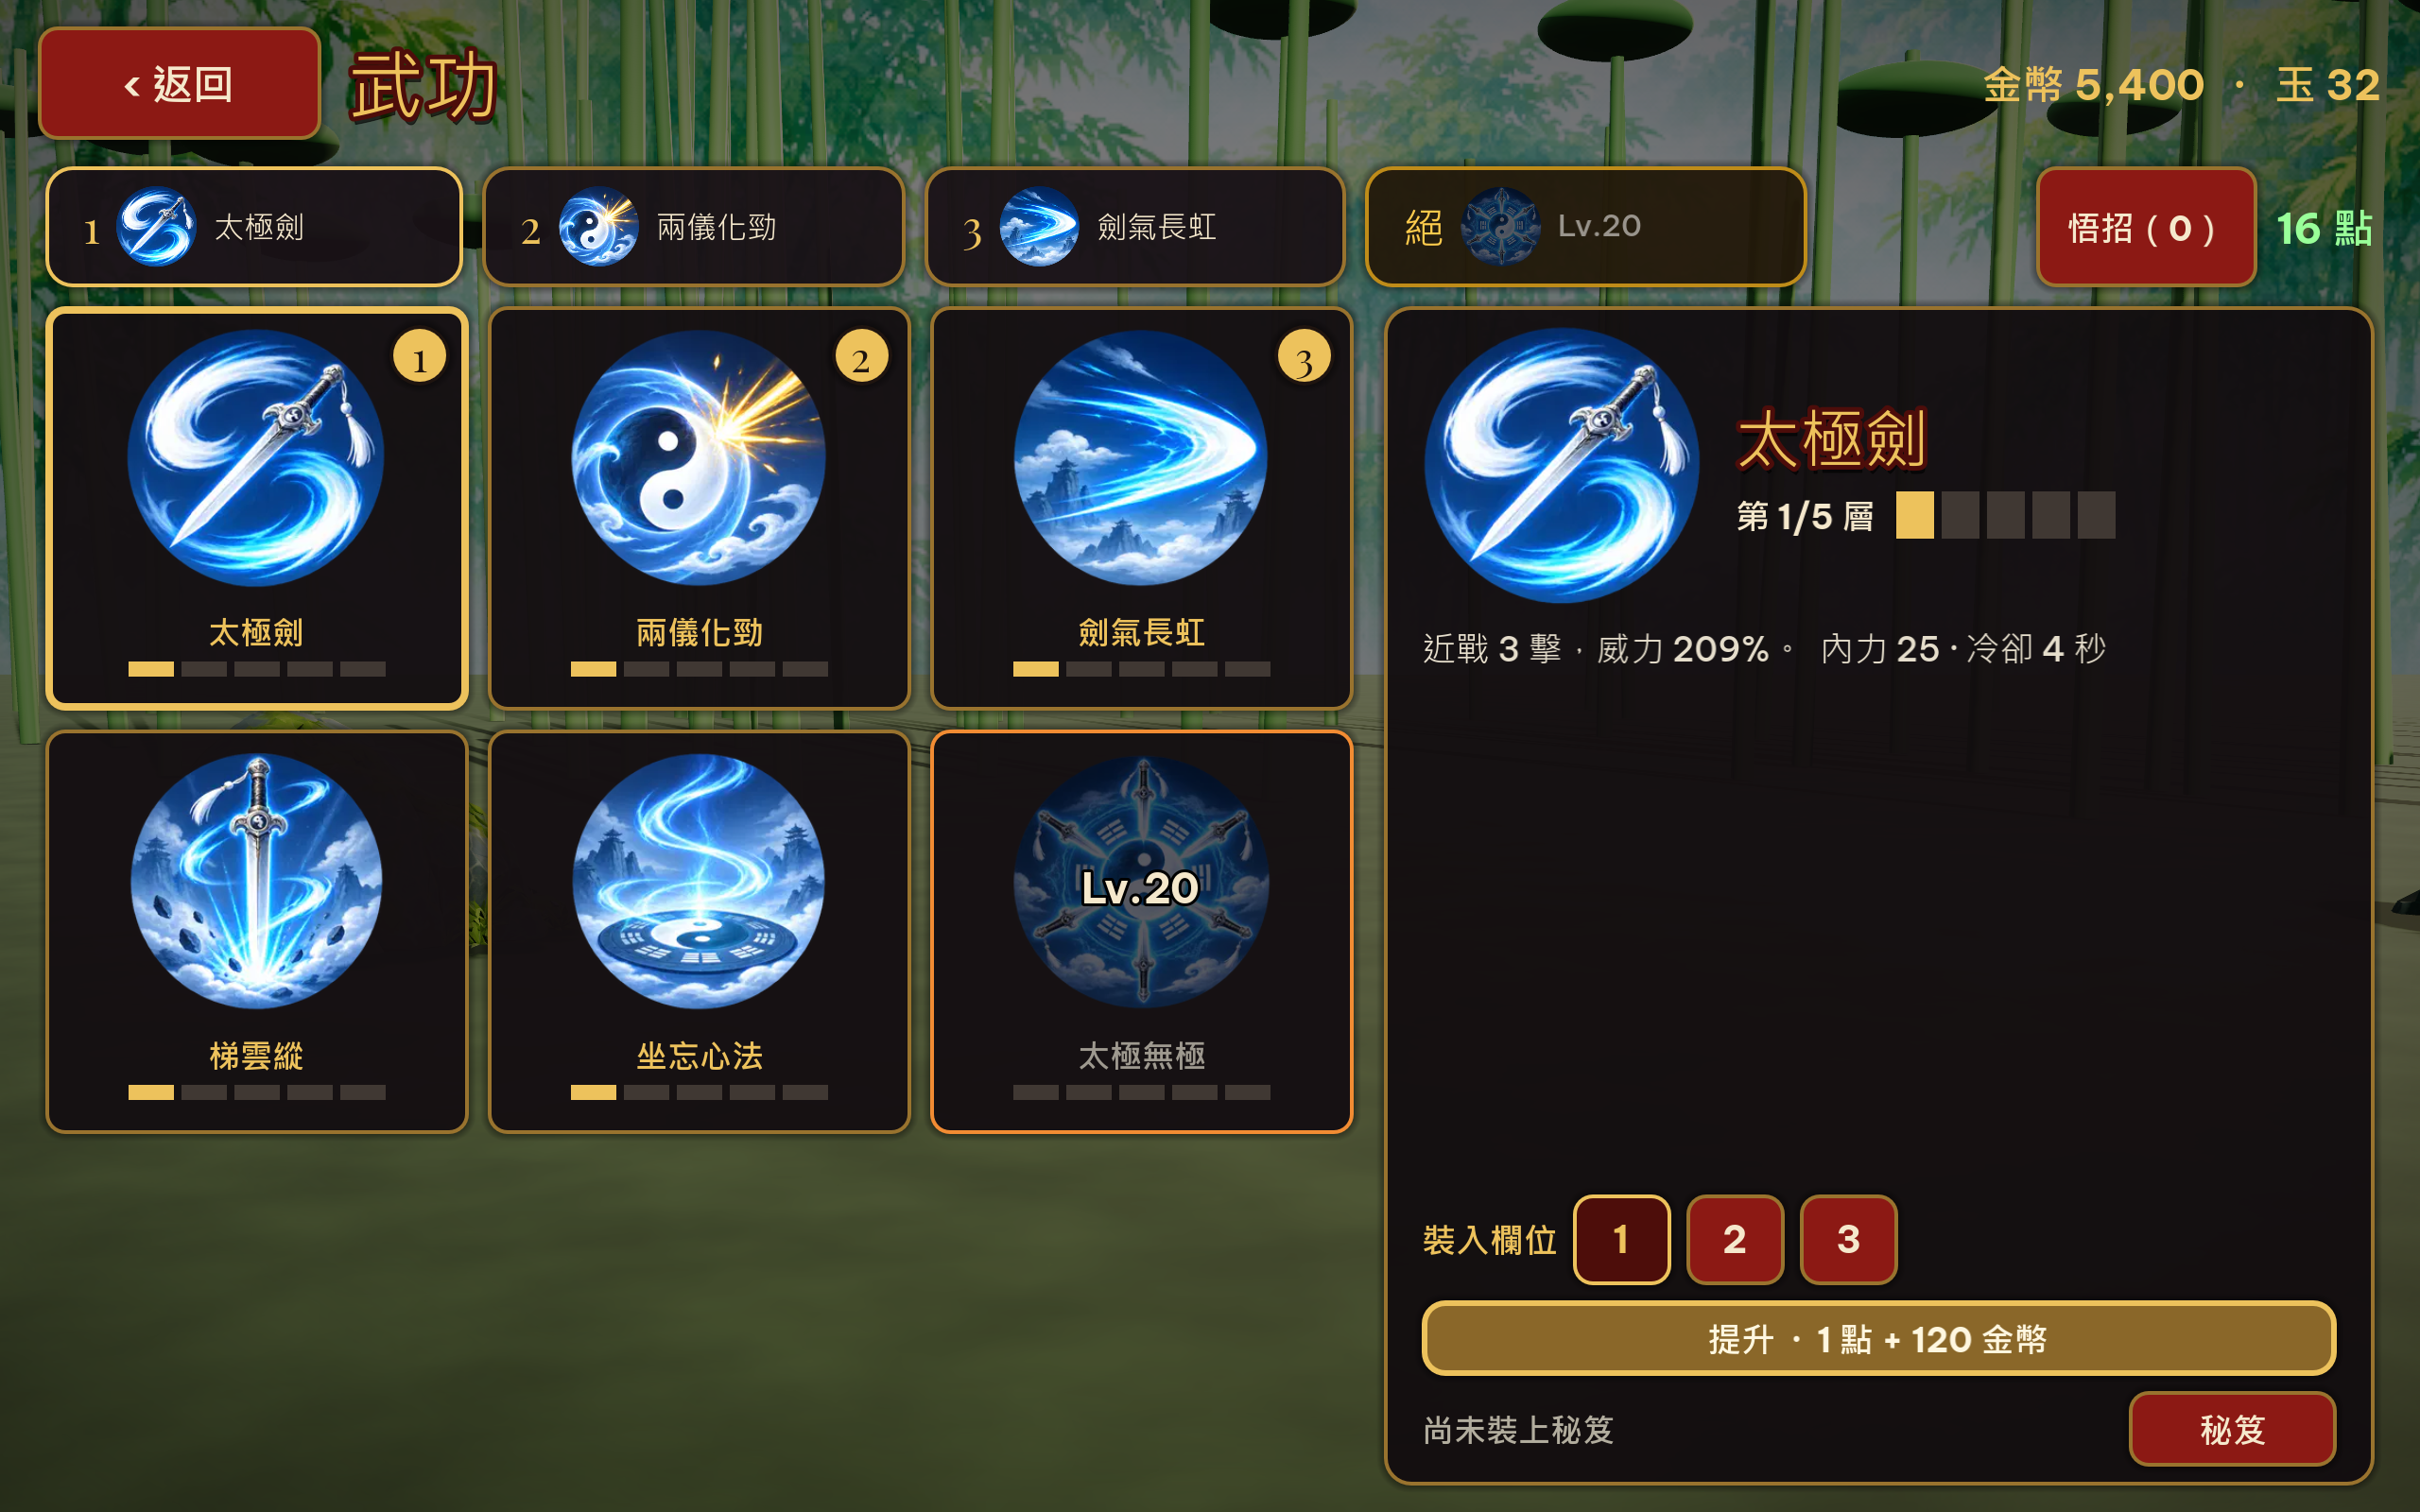 ‹ 返回
武功
金幣 5,400 · 玉 32
1 太極劍
2 兩儀化勁
3 劍氣長虹
絕 Lv.20
悟招 ( 0 )
16 點
1
太極劍
2
兩儀化勁
3
劍氣長虹
梯雲縱
坐忘心法
Lv.20
太極無極
太極劍
第 1/5 層
近戰 3 擊，威力 209%。 內力 25 · 冷卻 4 秒
裝入欄位 1 2 3
提升 · 1 點 + 120 金幣
尚未裝上秘笈
秘笈